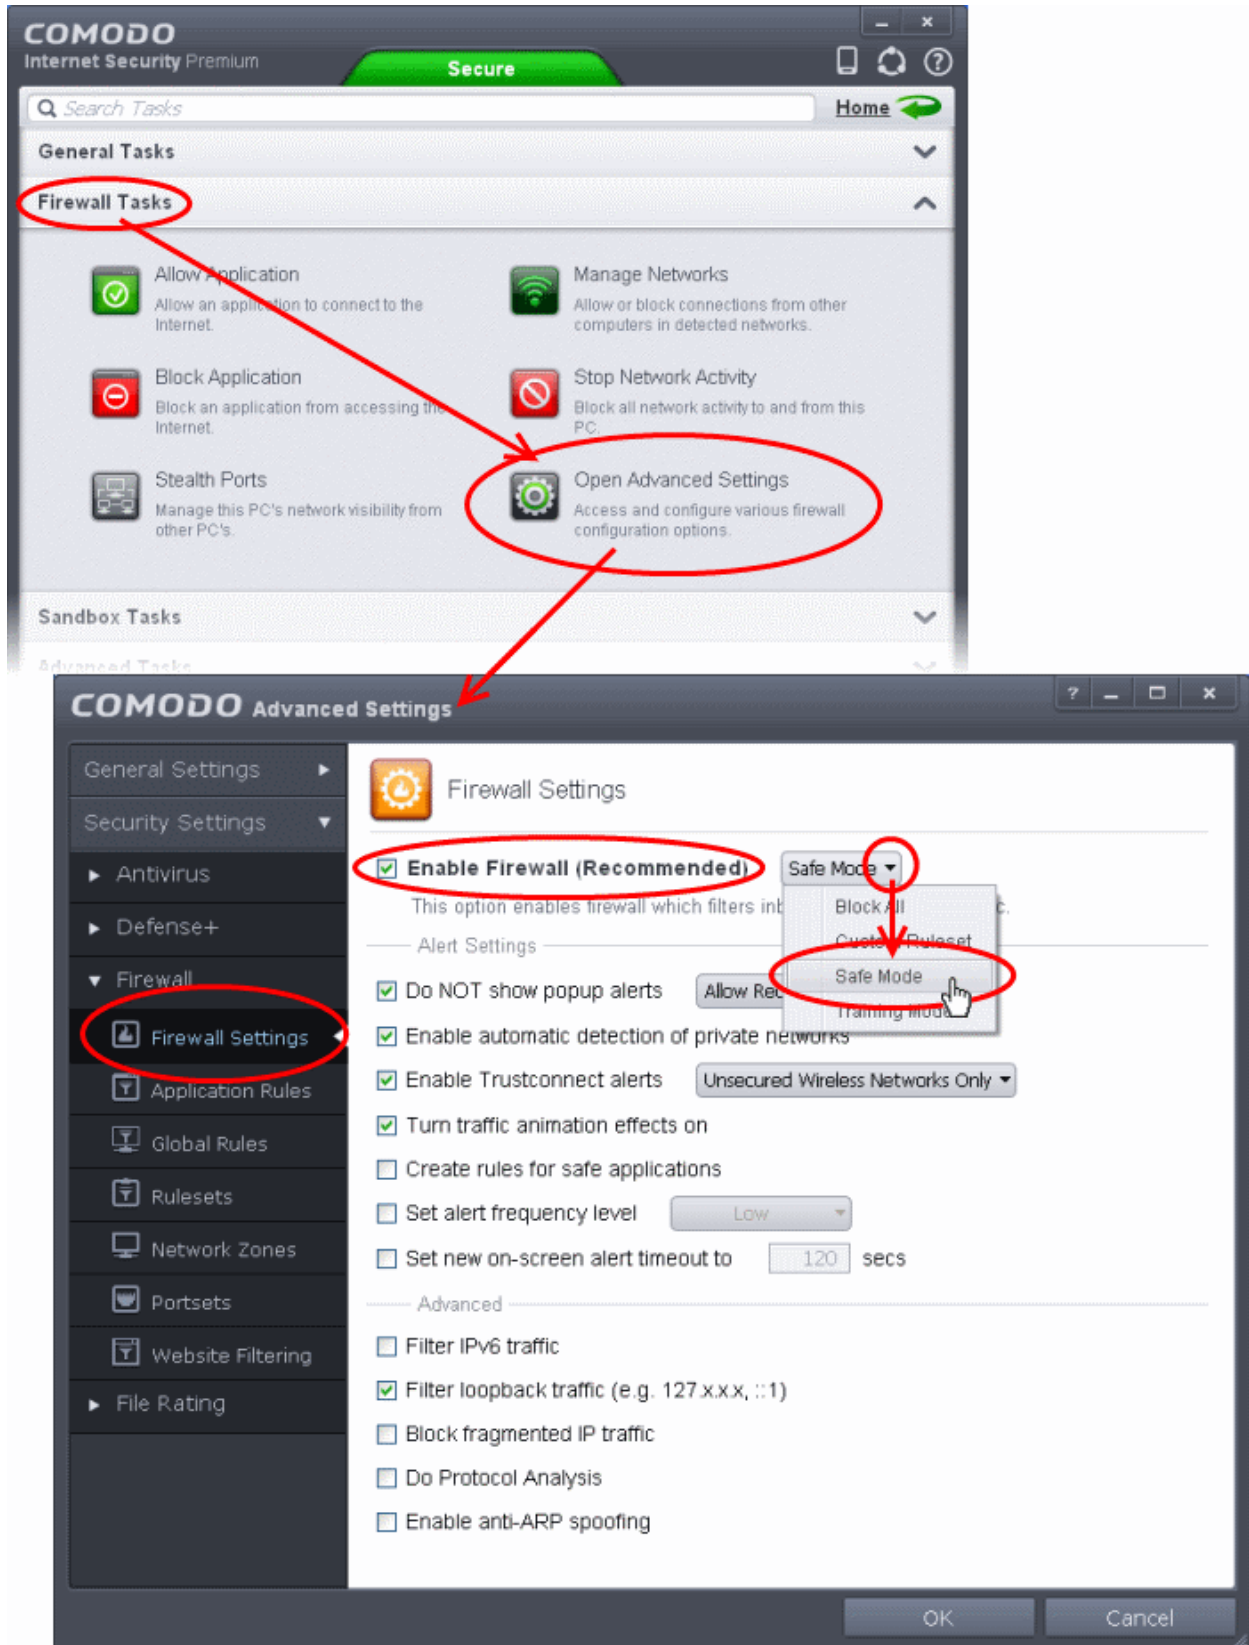 COMODO
Internet Security Premium
Secure
Search Tasks
Home
General Tasks
Firewall Tasks
Allow Application
Allow an application to connect to the
Internet.
Manage Networks
Allow or block connections from other
computers in detected networks.
Block Application
Block an application from accessing the
Internet.
Stop Network Activity
Block all network activity to and from this
PC.
Stealth Ports
Manage this PC's network visibility from
other PC's.
Open Advanced Settings
Access and configure various firewall
configuration options.
Sandbox Tasks
Advanced Tasks
COMODO Advanced Settings
?
General Settings
Security Settings
Antivirus
Defense+
Firewall
Firewall Settings
Application Rules
Global Rules
Rulesets
Network Zones
Portsets
Website Filtering
File Rating
Firewall Settings
Enable Firewall (Recommended)
Safe Mode
This option enables firewall which filters inb
c.
Block All
Custom Ruleset
Safe Mode
Training Mode
Alert Settings
Do NOT show popup alerts
Allow Rec
Enable automatic detection of private networks
Enable Trustconnect alerts
Unsecured Wireless Networks Only
Turn traffic animation effects on
Create rules for safe applications
Set alert frequency level
Low
Set new on-screen alert timeout to
120 secs
Advanced
Filter IPv6 traffic
Filter loopback traffic (e.g. 127.x.x.x, ::1)
Block fragmented IP traffic
Do Protocol Analysis
Enable anti-ARP spoofing
OK
Cancel